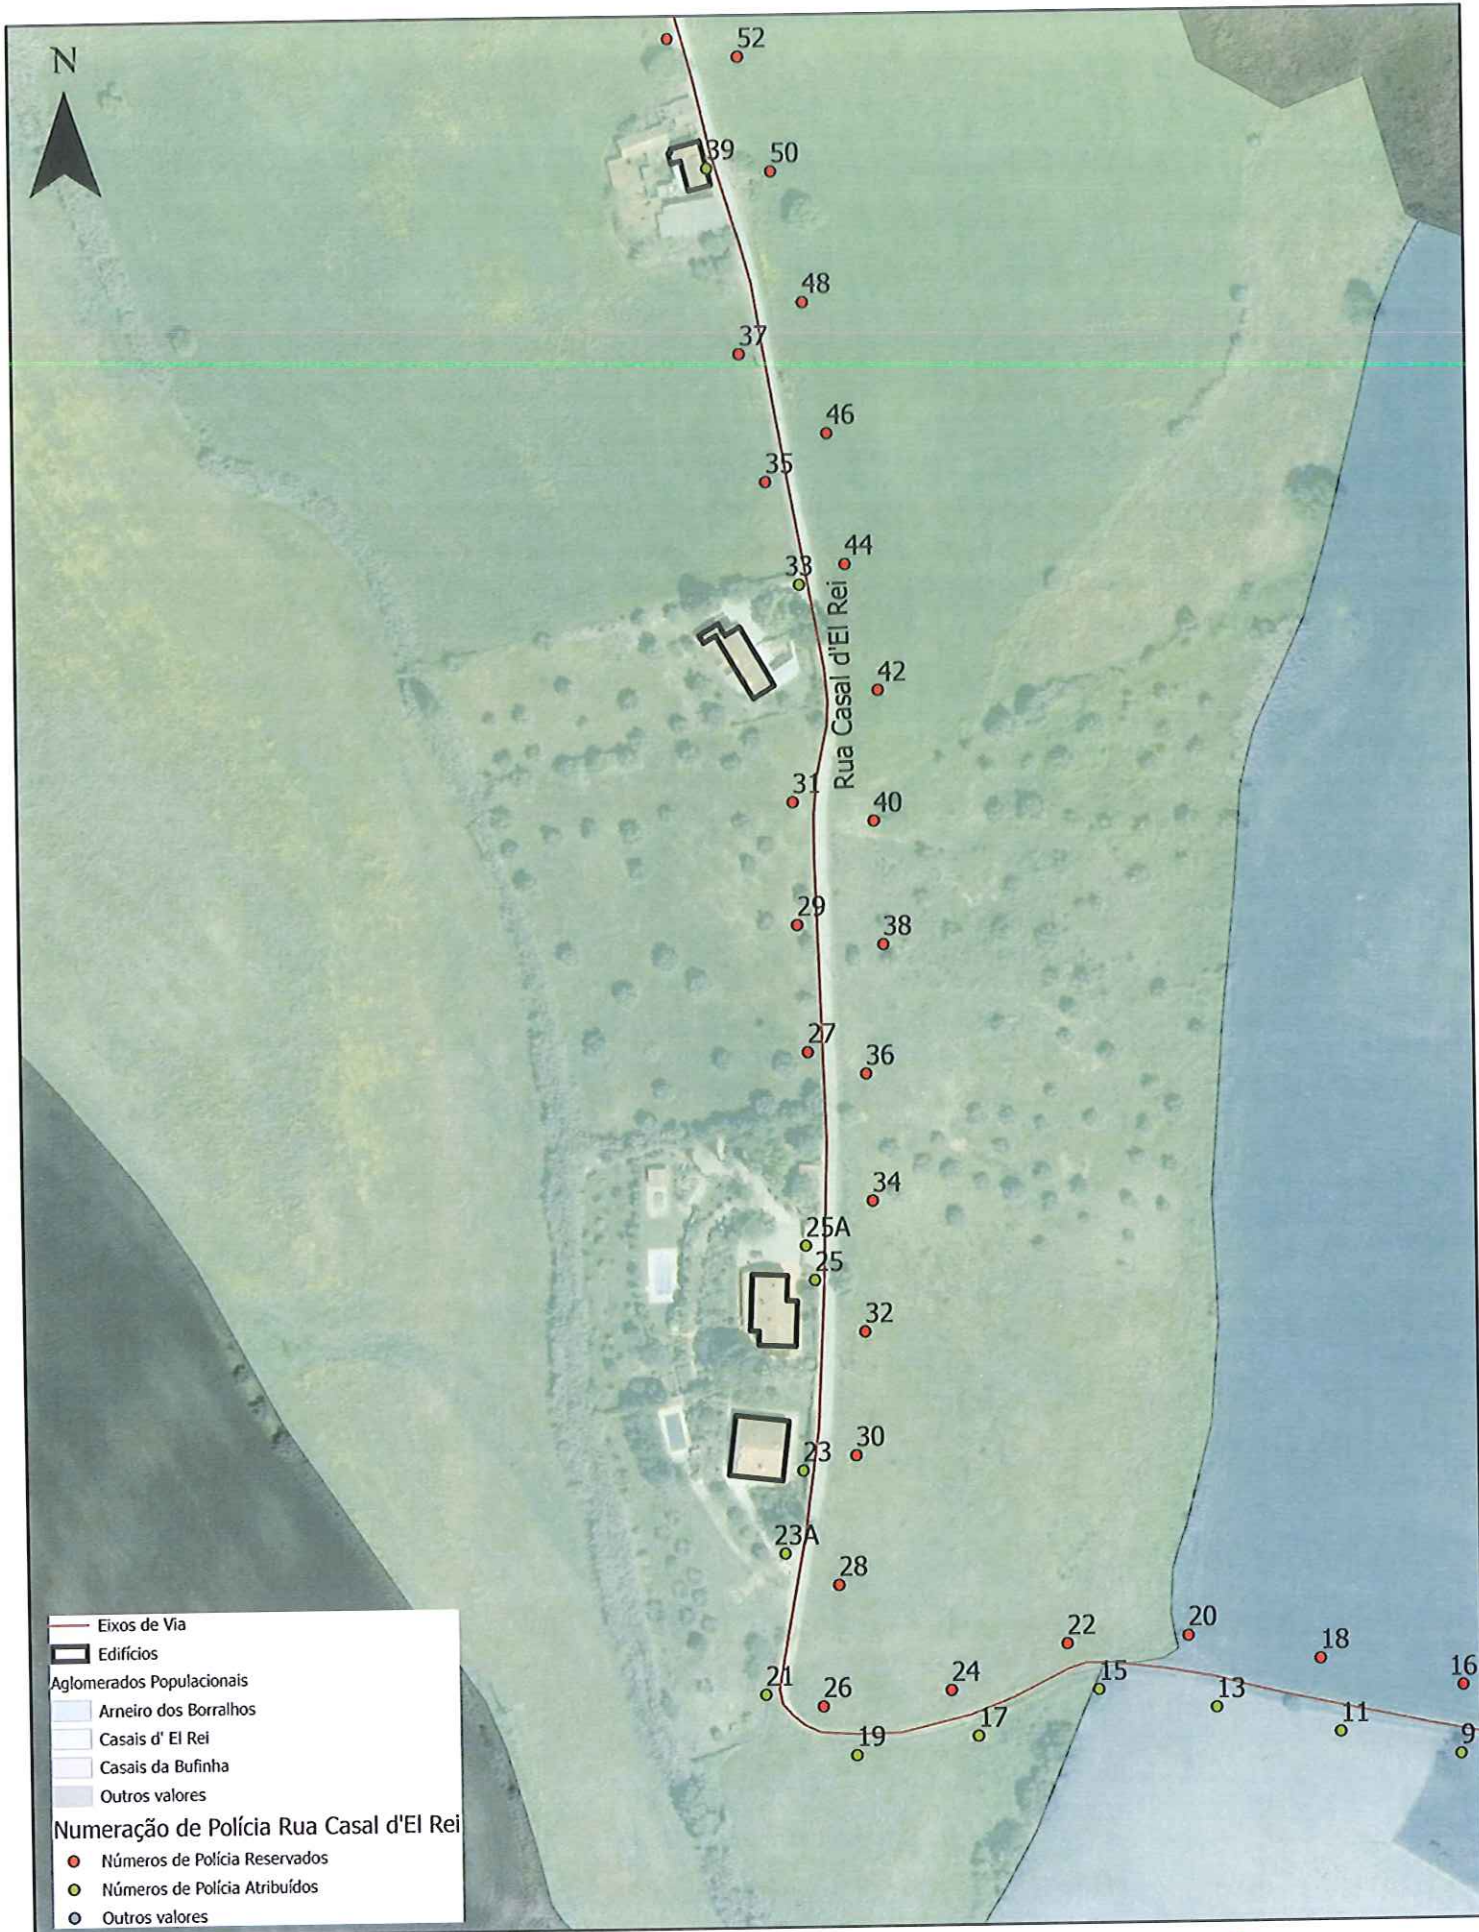 N
52
39
50
48
37
46
35
44
33
Rua Casal d'El Rei
42
31
40
29
38
27
36
34
25A
25
32
30
23
23A
28
22
20
18
16
21
26
24
15
13
11
9
19
17
Eixos de Via
Edifícios
Aglomerados Populacionais
Arneiro dos Borralhos
Casais d' El Rei
Casais da Bufinha
Outros valores
Numeração de Polícia Rua Casal d'El Rei
Números de Polícia Reservados
Números de Polícia Atribuídos
Outros valores